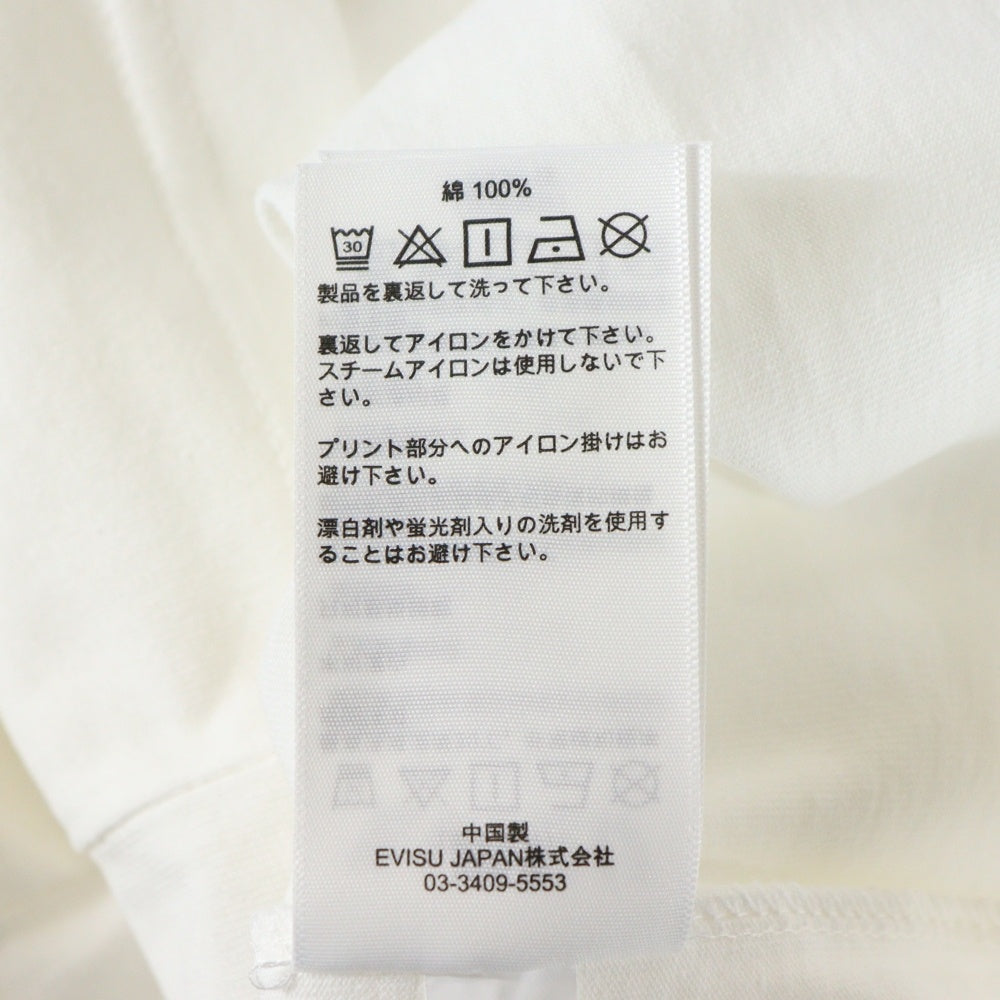 綿 100%
30
製品を裏返して洗って下さい。
裏返してアイロンをかけて下さい。
スチームアイロンは使用しないで下
さい。
プリント部分へのアイロン掛けはお
避け下さい。
漂白剤や蛍光剤入りの洗剤を使用す
ることはお避け下さい。
中国製
EVISU JAPAN株式会社
03-3409-5553